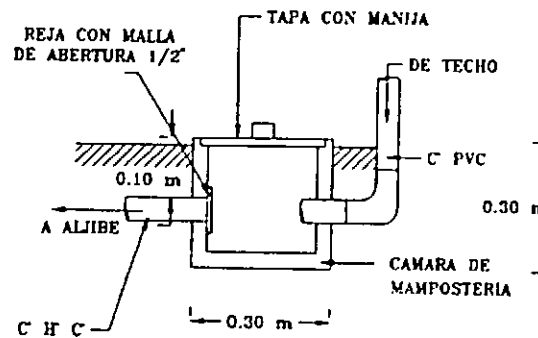 REJA CON MALLA
DE ABERTURA 1/2"
TAPA CON MANIJA
DE TECHO
C° PVC
0.10 m
0.30 m
A ALJIBE
CAMARA DE
MAMPOSTERIA
C° H° C°
0.30 m